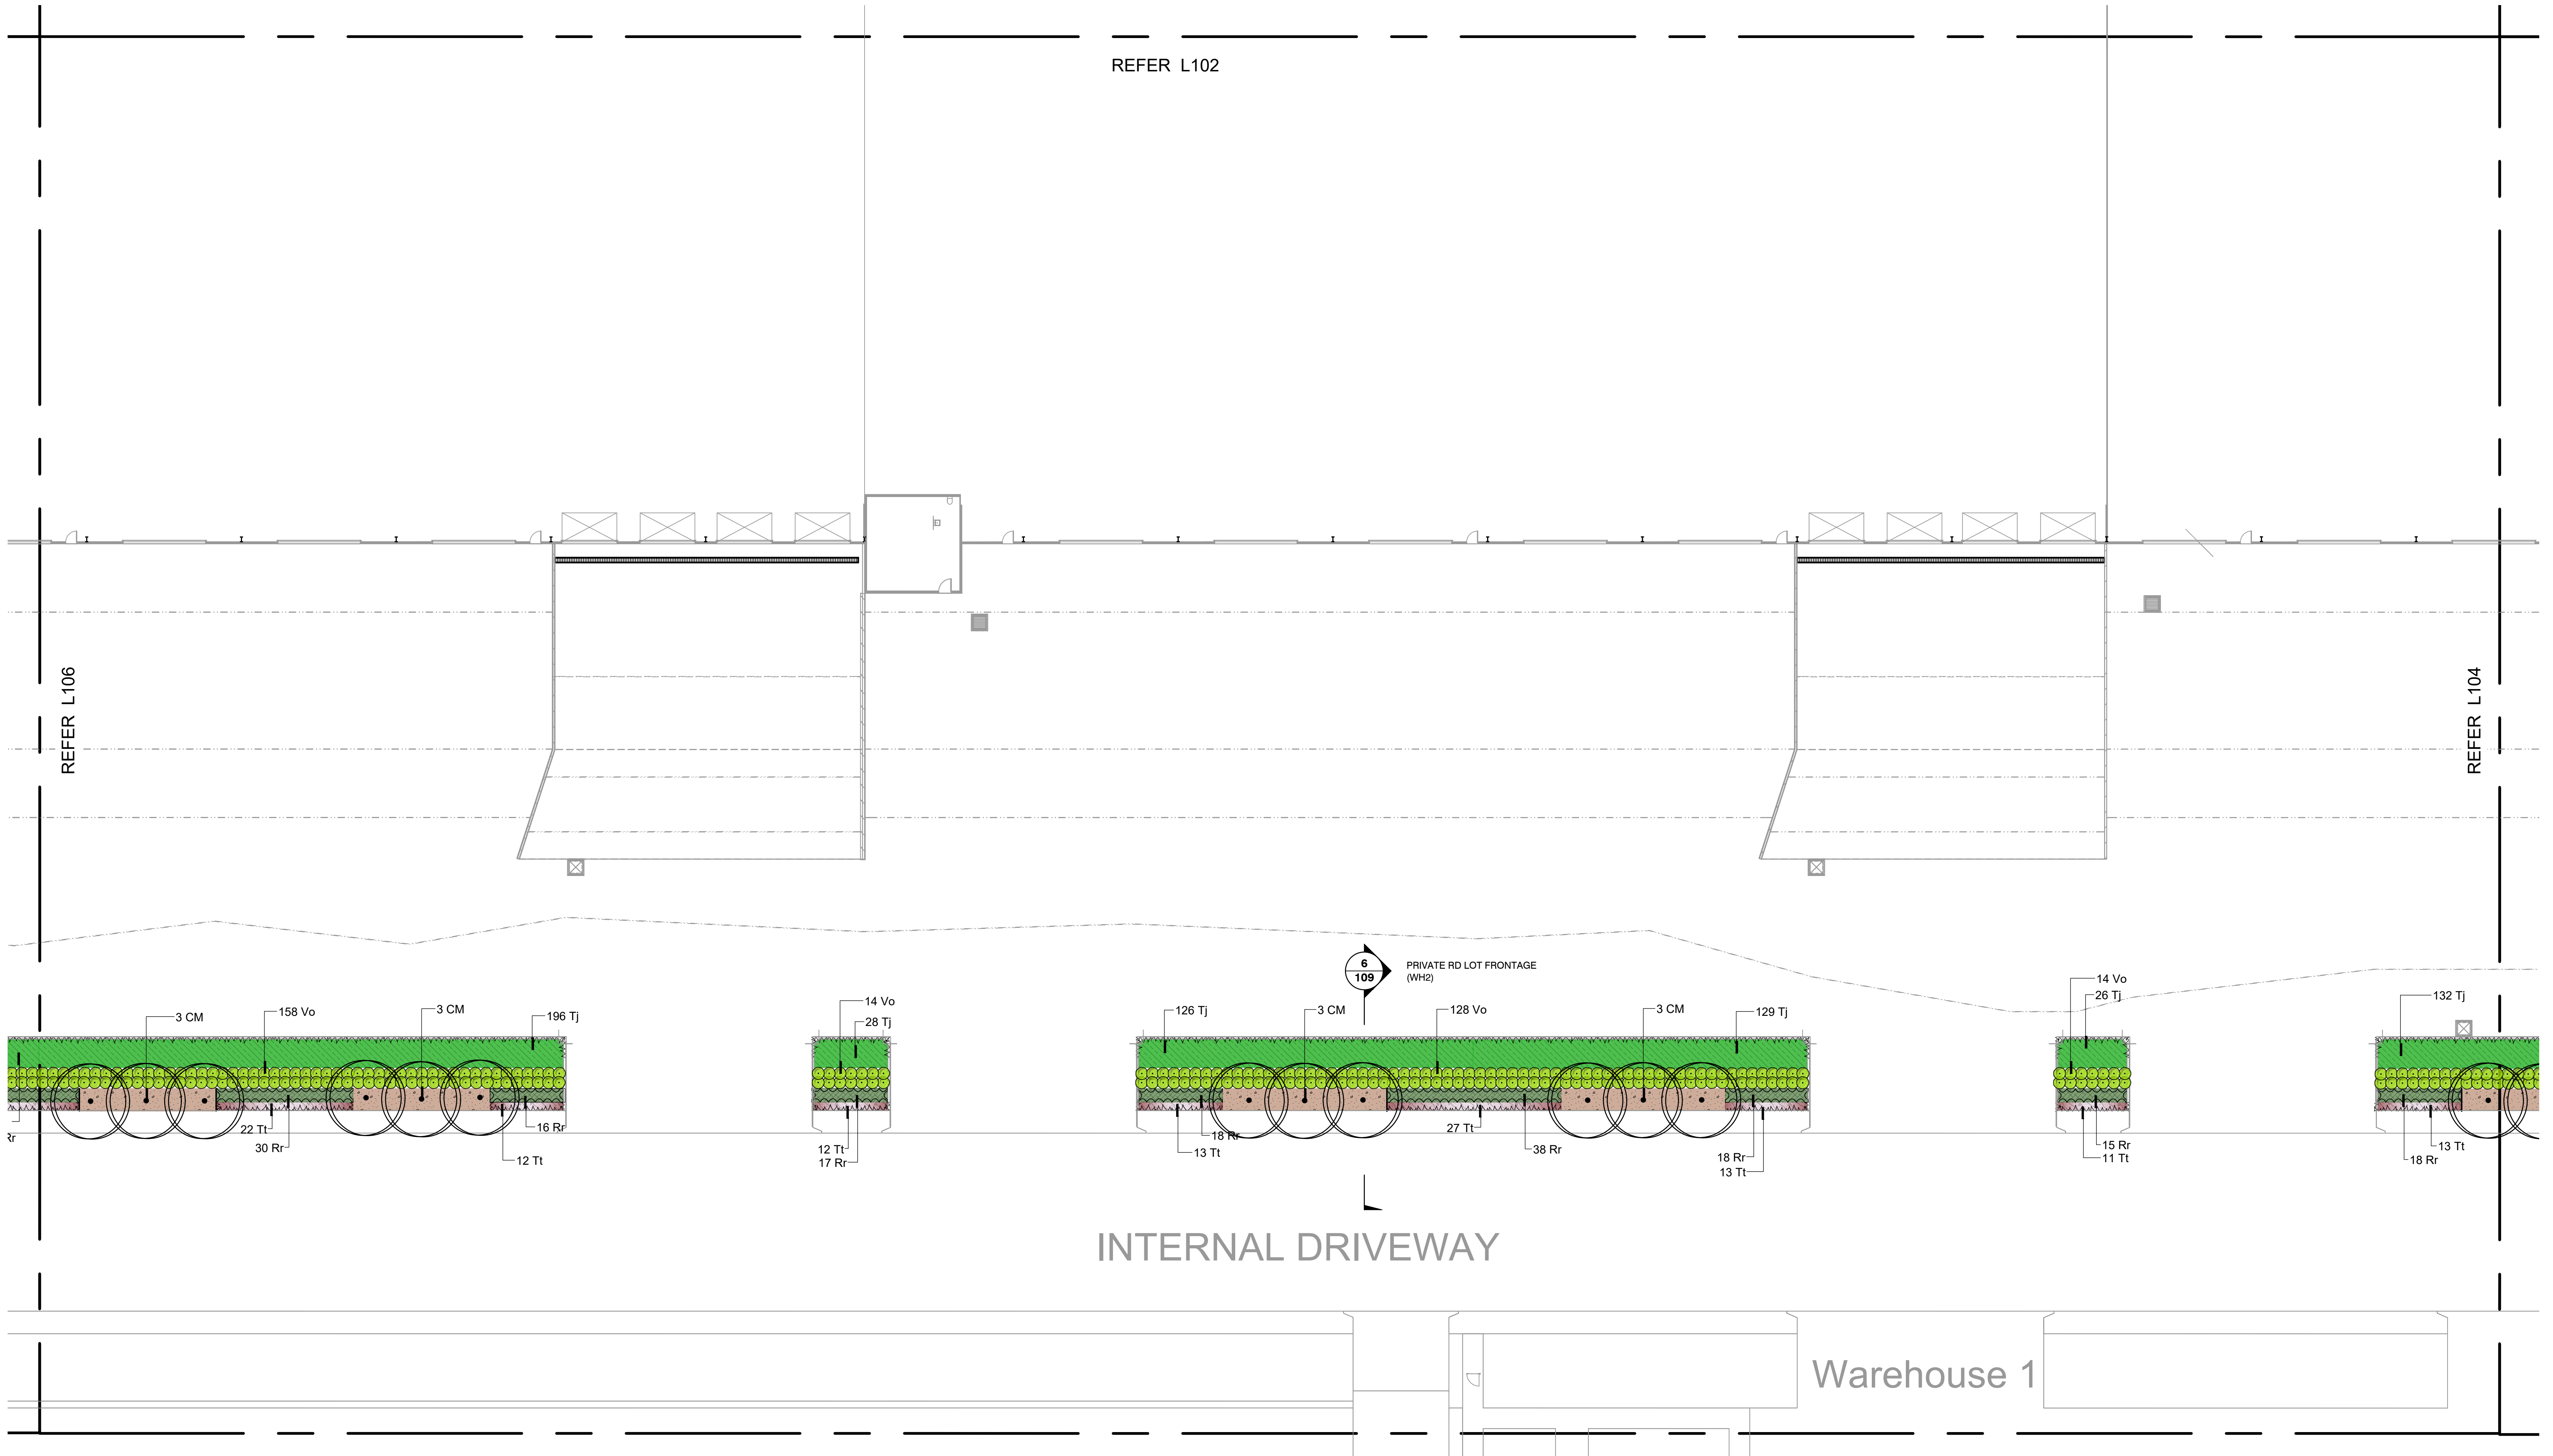 REFER L102
REFER L106
REFER L104
6
109
PRIVATE RD LOT FRONTAGE
(WH2)
3 CM
158 Vo
3 CM
196 Tj
14 Vo
28 Tj
126 Tj
3 CM
128 Vo
3 CM
129 Tj
14 Vo
26 Tj
132 Tj
Rr
22 Tt
30 Rr
16 Rr
12 Tt
12 Tt
17 Rr
18 Rr
13 Tt
27 Tt
38 Rr
18 Rr
13 Tt
15 Rr
11 Tt
13 Tt
18 Rr
INTERNAL DRIVEWAY
Warehouse 1